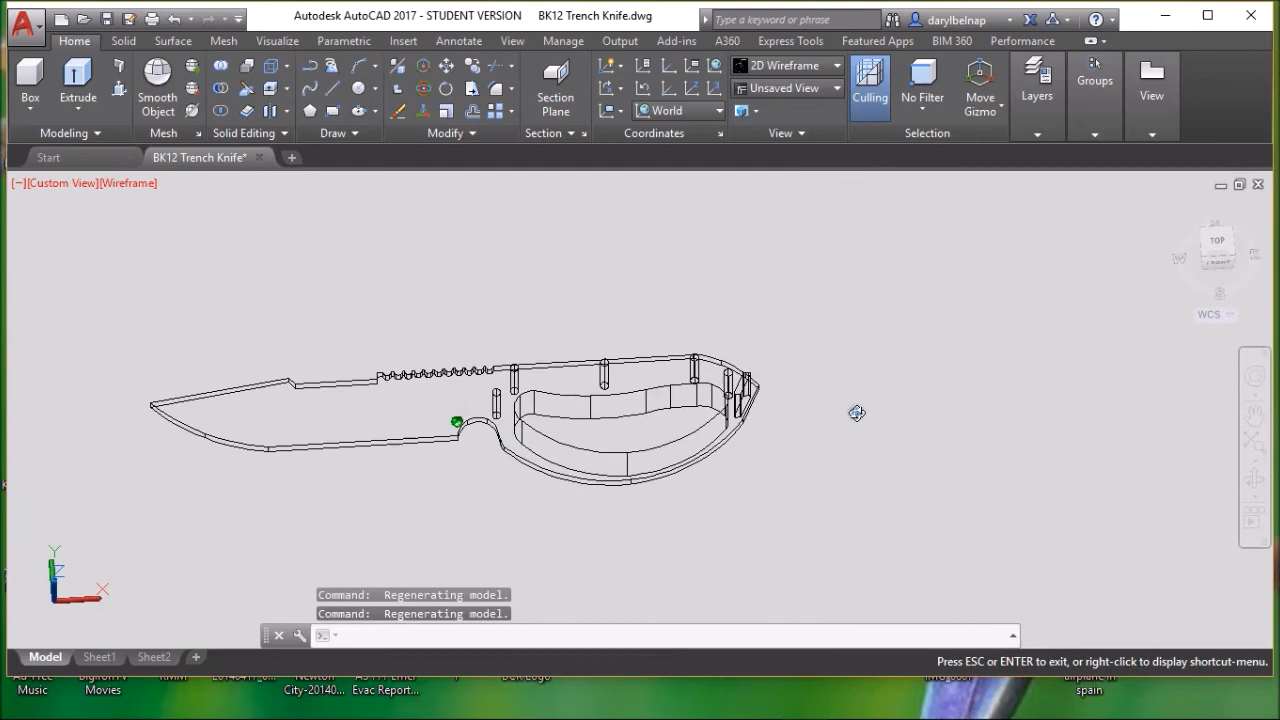 Autodesk AutoCAD 2017 - STUDENT VERSION BK12 Trench Knife.dwg
Type a keyword or phrase
darylbelnap
Home Solid Surface Mesh Visualize Parametric Insert Annotate View Manage Output Add-ins A360 Express Tools Featured Apps BIM 360 Performance
Box
Extrude
Smooth
Object
Section
Plane
2D Wireframe
Unsaved View
World
Culling
No Filter
Move
Gizmo
Layers
Groups
View
Modeling Mesh Solid Editing Draw Modify Section Coordinates View Selection
Start BK12 Trench Knife*
[−][Custom View][Wireframe]
TOP
FRONT
W
E
S
WCS
Y
Z
X
Command: Regenerating model.
Command: Regenerating model.
Model Sheet1 Sheet2
Press ESC or ENTER to exit, or right-click to display shortcut-menu.
Music
Movies
City-20140...
Evac Report...
spain